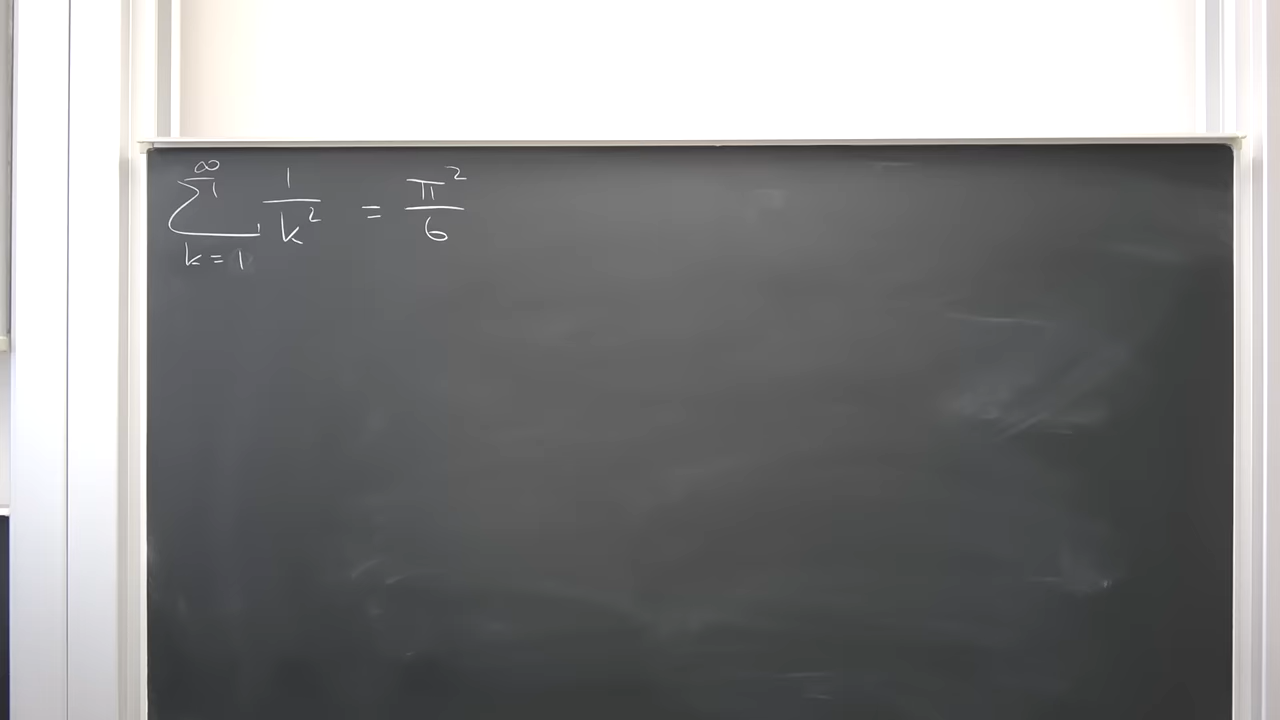 ∑_{k=1}^{∞} 1/k² = π²/6